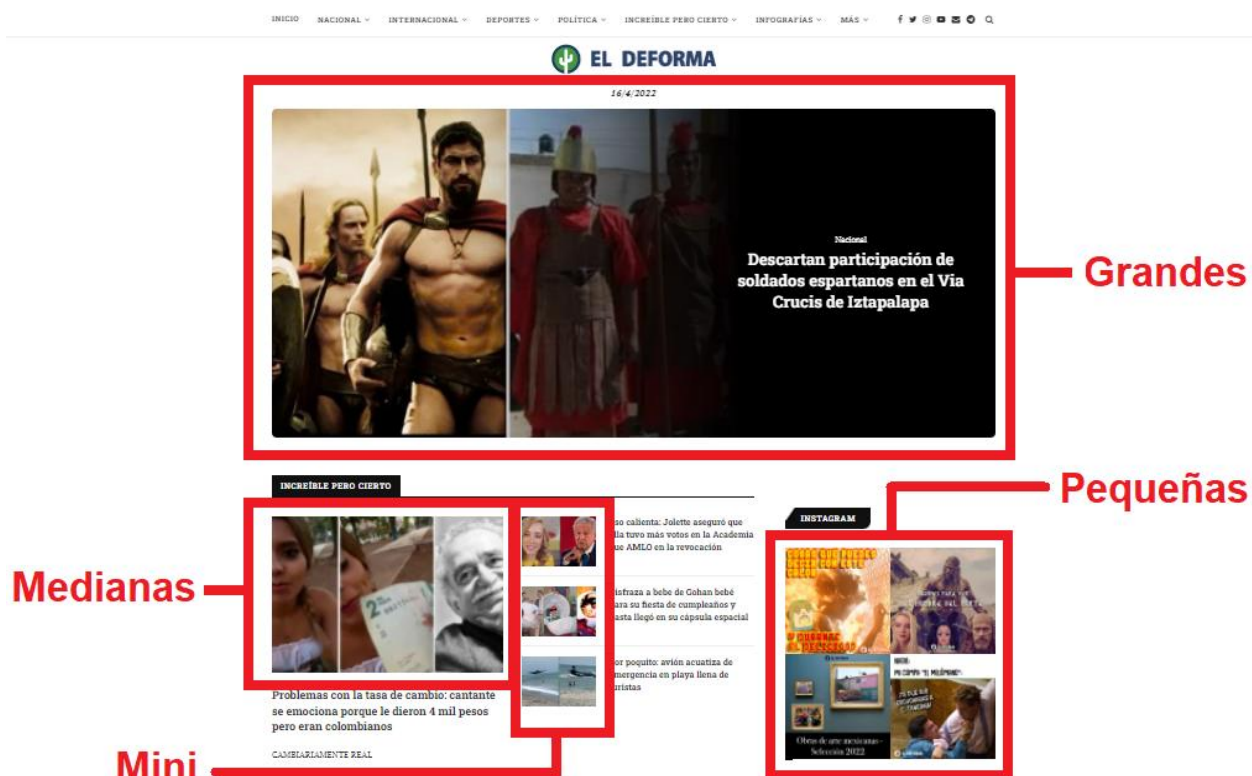 INICIO NACIONAL INTERNACIONAL DEPORTES POLÍTICA INCREÍBLE PERO CIERTO INFOGRAFÍAS MÁS
EL DEFORMA
16/4/2022
Nacional
Descartan participación de
soldados espartanos en el Via
Crucis de Iztapalapa
Grandes
INCREÍBLE PERO CIERTO
Pequeñas
INSTAGRAM
Medianas
so calienta: Jolette aseguró que
lla tuvo más votos en la Academia
ue AMLO en la revocación
isfraza a bebe de Gohan bebé
ara su fiesta de cumpleaños y
asta llegó en su cápsula espacial
or poquito: avión acuatiza de
mergencia en playa llena de
uristas
Problemas con la tasa de cambio: cantante
se emociona porque le dieron 4 mil pesos
pero eran colombianos
CAMBIARIAMENTE REAL
Obras de arte mexicanas -
Selección 2022
Mini